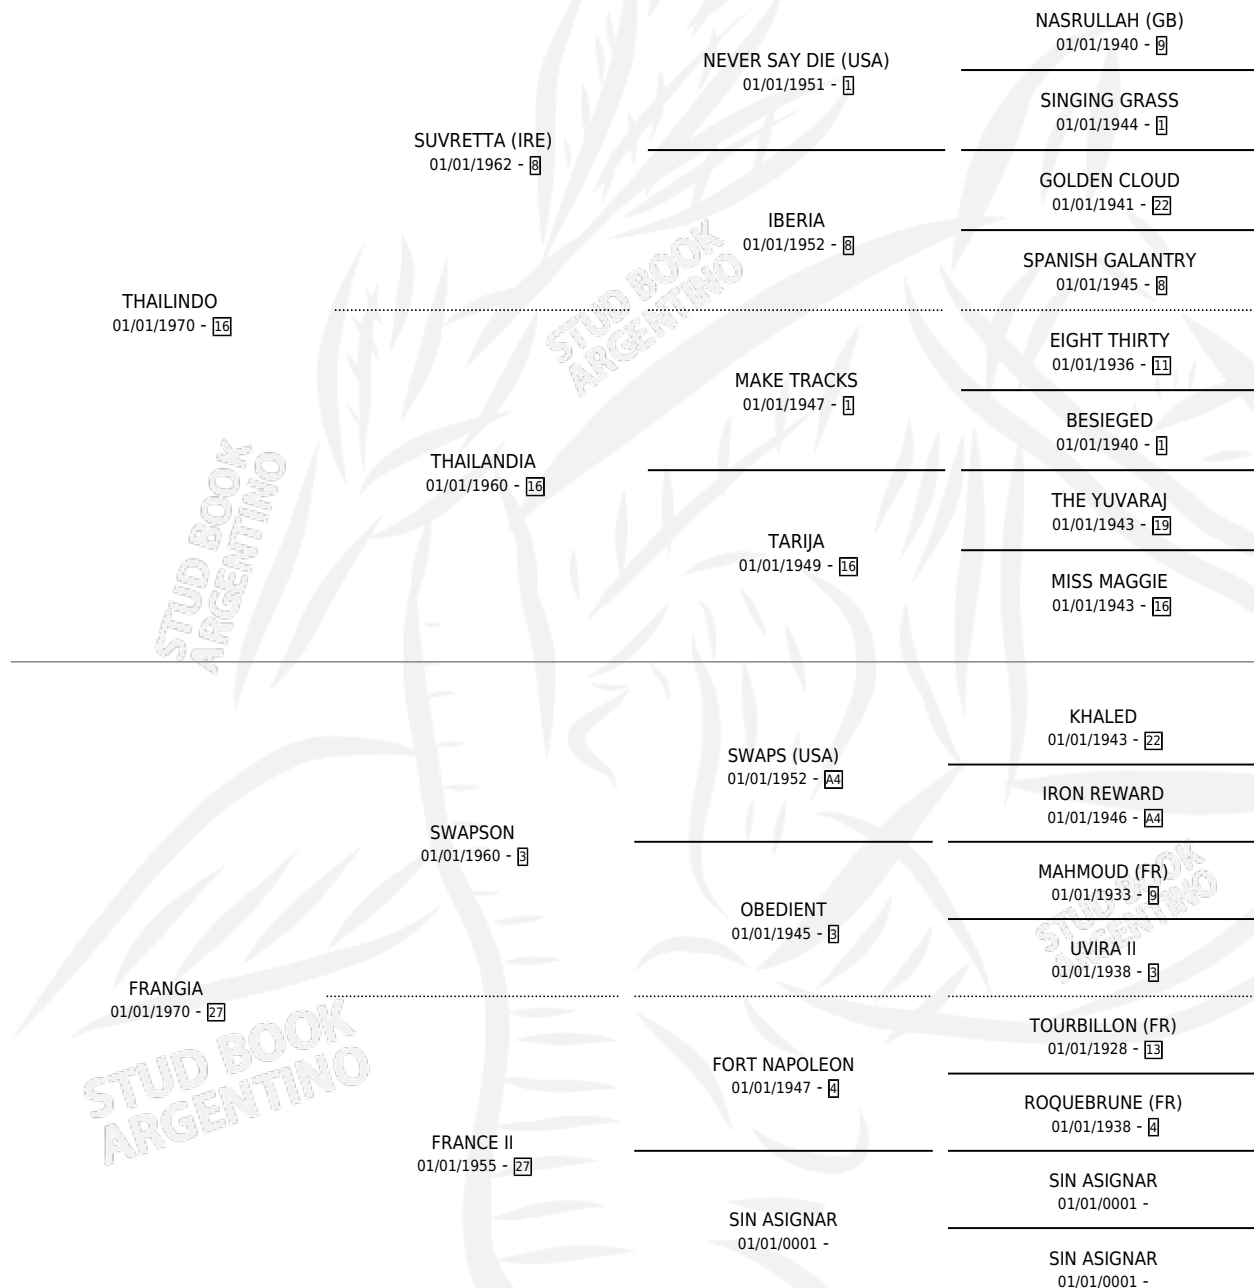 NASRULLAH (GB)
01/01/1940 - 9
NEVER SAY DIE (USA)
01/01/1951 - 1
SINGING GRASS
01/01/1944 - 1
SUVRETTA (IRE)
01/01/1962 - 8
GOLDEN CLOUD
01/01/1941 - 22
IBERIA
01/01/1952 - 8
SPANISH GALANTRY
01/01/1945 - 8
THAILINDO
01/01/1970 - 16
EIGHT THIRTY
01/01/1936 - 11
MAKE TRACKS
01/01/1947 - 1
BESIEGED
01/01/1940 - 1
THAILANDIA
01/01/1960 - 16
THE YUVARAJ
01/01/1943 - 19
TARIJA
01/01/1949 - 16
MISS MAGGIE
01/01/1943 - 16
KHALED
01/01/1943 - 22
SWAPS (USA)
01/01/1952 - A4
IRON REWARD
01/01/1946 - A4
SWAPSON
01/01/1960 - 3
MAHMOUD (FR)
01/01/1933 - 9
OBEDIENT
01/01/1945 - 3
UVIRA II
01/01/1938 - 3
FRANGIA
01/01/1970 - 27
TOURBILLON (FR)
01/01/1928 - 13
FORT NAPOLEON
01/01/1947 - 4
ROQUEBRUNE (FR)
01/01/1938 - 4
FRANCE II
01/01/1955 - 27
SIN ASIGNAR
01/01/0001 -
SIN ASIGNAR
01/01/0001 -
SIN ASIGNAR
01/01/0001 -
STUD BOOK
ARGENTINO
STUD BOOK
ARGENTINO
STUD BOOK
ARGENTINO
STUD BOOK
ARGENTINO